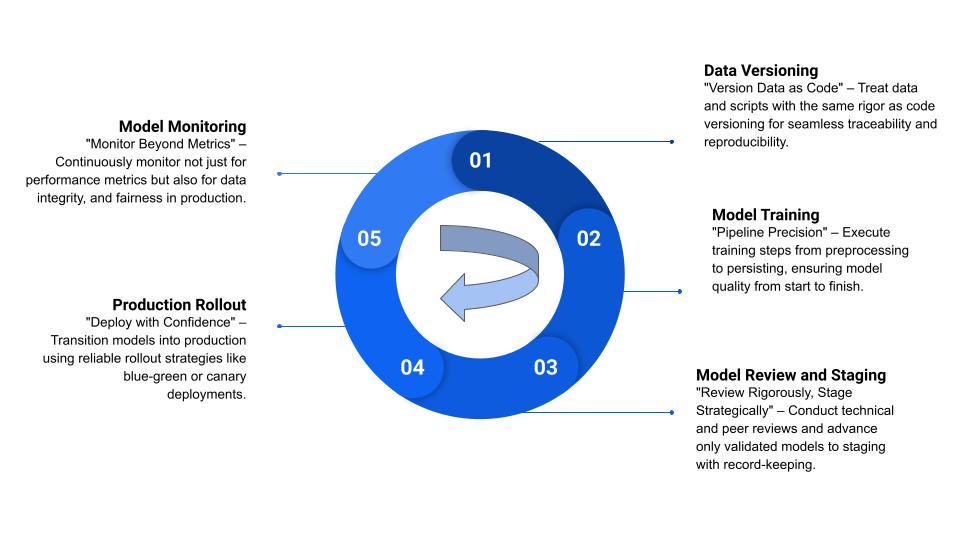 01
Data Versioning
"Version Data as Code" – Treat data
and scripts with the same rigor as code
versioning for seamless traceability and
reproducibility.
02
Model Training
"Pipeline Precision" – Execute
training steps from preprocessing
to persisting, ensuring model
quality from start to finish.
03
Model Review and Staging
"Review Rigorously, Stage
Strategically" – Conduct technical
and peer reviews and advance
only validated models to staging
with record-keeping.
04
Production Rollout
"Deploy with Confidence" –
Transition models into production
using reliable rollout strategies like
blue-green or canary
deployments.
05
Model Monitoring
"Monitor Beyond Metrics" –
Continuously monitor not just for
performance metrics but also for data
integrity, and fairness in production.